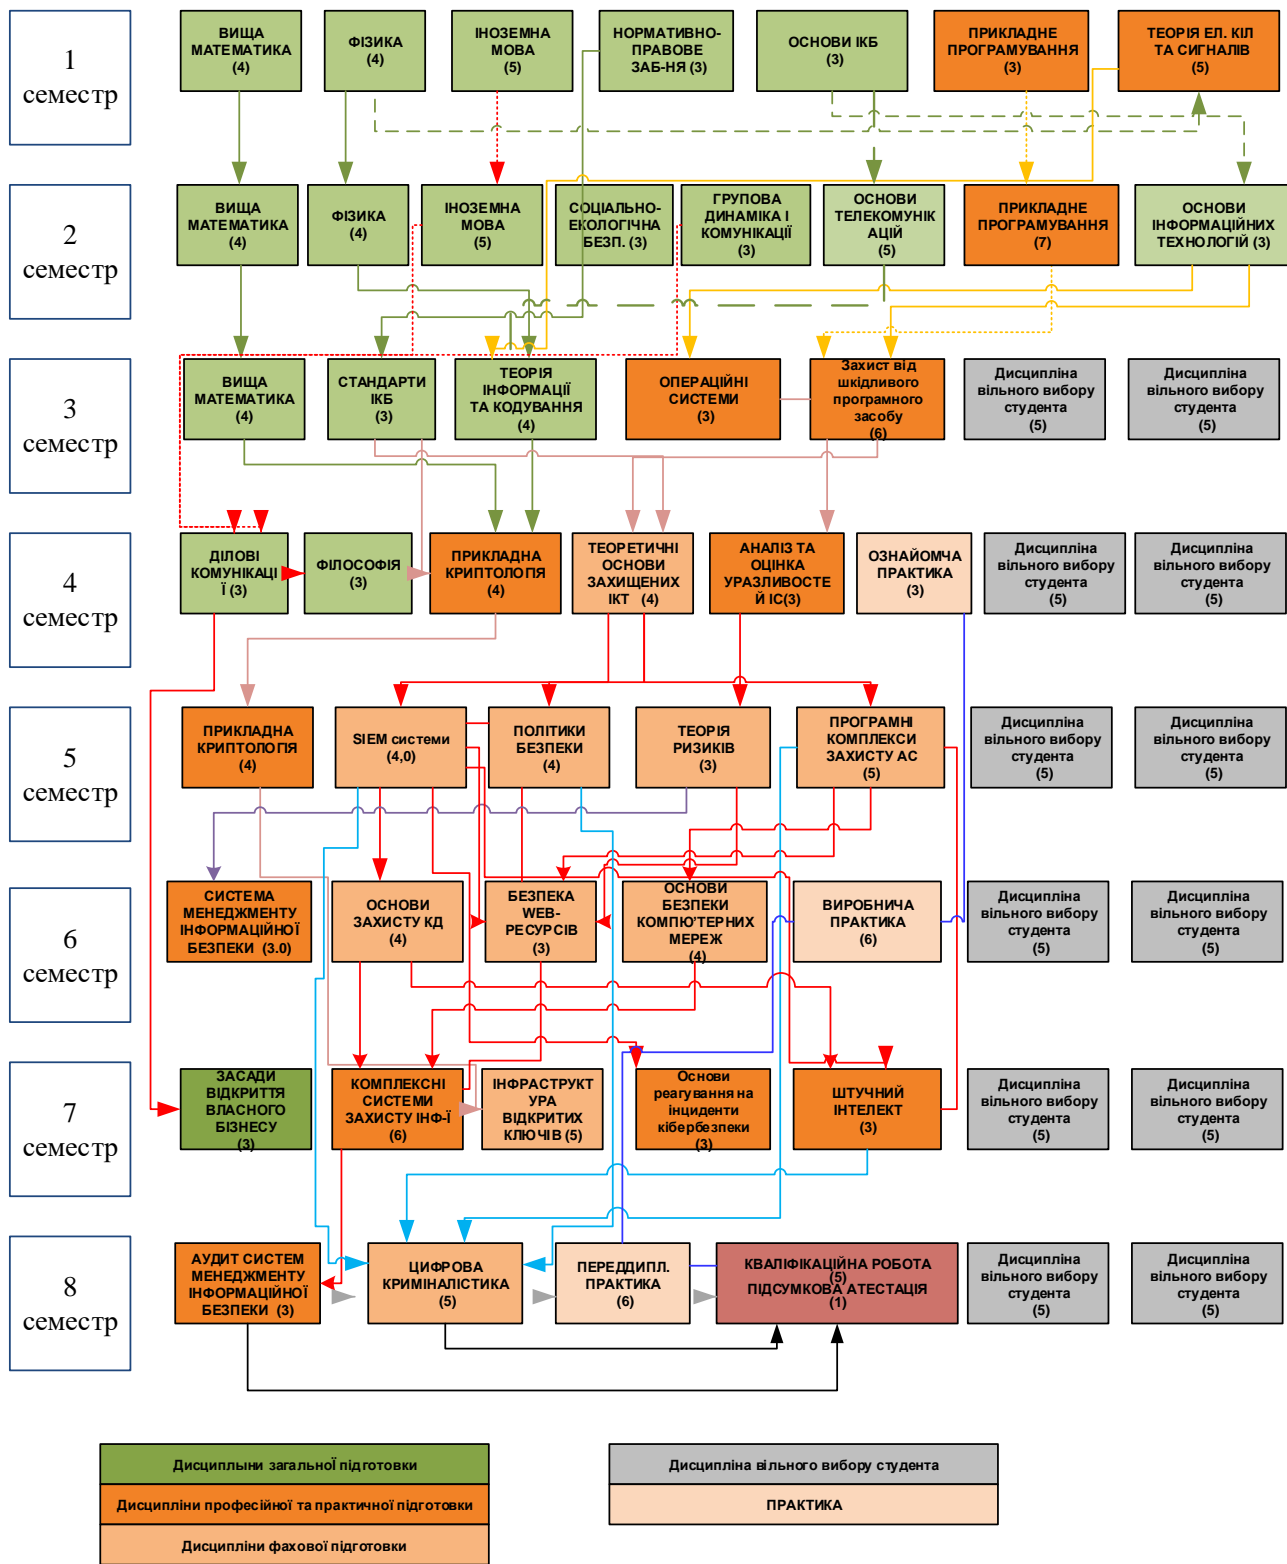 1
семестр
ВИЩА
МАТЕМАТИКА
(4)
ФІЗИКА
(4)
ІНОЗЕМНА
МОВА
(5)
НОРМАТИВНО-
ПРАВОВЕ
ЗАБ-НЯ (3)
ОСНОВИ ІКБ
(3)
ПРИКЛАДНЕ
ПРОГРАМУВАННЯ
(3)
ТЕОРІЯ ЕЛ. КІЛ
ТА СИГНАЛІВ
(5)
2
семестр
ВИЩА
МАТЕМАТИКА
(4)
ФІЗИКА
(4)
ІНОЗЕМНА
МОВА
(5)
СОЦІАЛЬНО-
ЕКОЛОГІЧНА
БЕЗП. (3)
ГРУПОВА
ДИНАМІКА І
КОМУНІКАЦІЇ
(3)
ОСНОВИ
ТЕЛЕКОМУНІК
АЦІЙ
(5)
ПРИКЛАДНЕ
ПРОГРАМУВАННЯ
(7)
ОСНОВИ
ІНФОРМАЦІЙНИХ
ТЕХНОЛОГІЙ (3)
3
семестр
ВИЩА
МАТЕМАТИКА
(4)
СТАНДАРТИ
ІКБ
(3)
ТЕОРІЯ
ІНФОРМАЦІЇ
ТА КОДУВАННЯ
(4)
ОПЕРАЦІЙНІ
СИСТЕМИ
(3)
Захист від
шкідливого
програмного
засобу
(6)
Дисципліна
вільного вибору
студента
(5)
Дисципліна
вільного вибору
студента
(5)
4
семестр
ДІЛОВІ
КОМУНІКАЦІ
Ї (3)
ФІЛОСОФІЯ
(3)
ПРИКЛАДНА
КРИПТОЛОГІЯ
(4)
ТЕОРЕТИЧНІ
ОСНОВИ
ЗАХИЩЕНИХ
ІКТ (4)
АНАЛІЗ ТА
ОЦІНКА
УРАЗЛИВОСТЕ
Й ІС(3)
ОЗНАЙОМЧА
ПРАКТИКА
(3)
Дисципліна
вільного вибору
студента
(5)
Дисципліна
вільного вибору
студента
(5)
5
семестр
ПРИКЛАДНА
КРИПТОЛОГІЯ
(4)
SIEM системи
(4,0)
ПОЛІТИКИ
БЕЗПЕКИ
(4)
ТЕОРІЯ
РИЗИКІВ
(3)
ПРОГРАМНІ
КОМПЛЕКСИ
ЗАХИСТУ АС
(5)
Дисципліна
вільного вибору
студента
(5)
Дисципліна
вільного вибору
студента
(5)
6
семестр
СИСТЕМА
МЕНЕДЖМЕНТУ
ІНФОРМАЦІЙНОЇ
БЕЗПЕКИ (3.0)
ОСНОВИ
ЗАХИСТУ КД
(4)
БЕЗПЕКА
WEB-
РЕСУРСІВ
(3)
ОСНОВИ
БЕЗПЕКИ
КОМПЮ'ТЕРНИХ
МЕРЕЖ
(4)
ВИРОБНИЧА
ПРАКТИКА
(6)
Дисципліна
вільного вибору
студента
(5)
Дисципліна
вільного вибору
студента
(5)
7
семестр
ЗАСАДИ
ВІДКРИТТЯ
ВЛАСНОГО
БІЗНЕСУ
(3)
КОМПЛЕКСНІ
СИСТЕМИ
ЗАХИСТУ ІНФ-Ї
(6)
ІНФРАСТРУКТ
УРА
ВІДКРИТИХ
КЛЮЧІВ (5)
Основи
реагування на
інциденти
кібербезпеки
(3)
ШТУЧНИЙ
ІНТЕЛЕКТ
(3)
Дисципліна
вільного вибору
студента
(5)
Дисципліна
вільного вибору
студента
(5)
8
семестр
АУДИТ СИСТЕМ
МЕНЕДЖМЕНТУ
ІНФОРМАЦІЙНОЇ
БЕЗПЕКИ (3)
ЦИФРОВА
КРИМІНАЛІСТИКА
(5)
ПЕРЕДДИПЛ.
ПРАКТИКА
(6)
КВАЛІФІКАЦІЙНА РОБОТА
(5)
ПІДСУМКОВА АТЕСТАЦІЯ
(1)
Дисципліна
вільного вибору
студента
(5)
Дисципліна
вільного вибору
студента
(5)
Дисциплыни загальної підготовки
Дисципліни професійної та практичної підготовки
Дисципліни фахової підготовки
Дисципліна вільного вибору студента
ПРАКТИКА